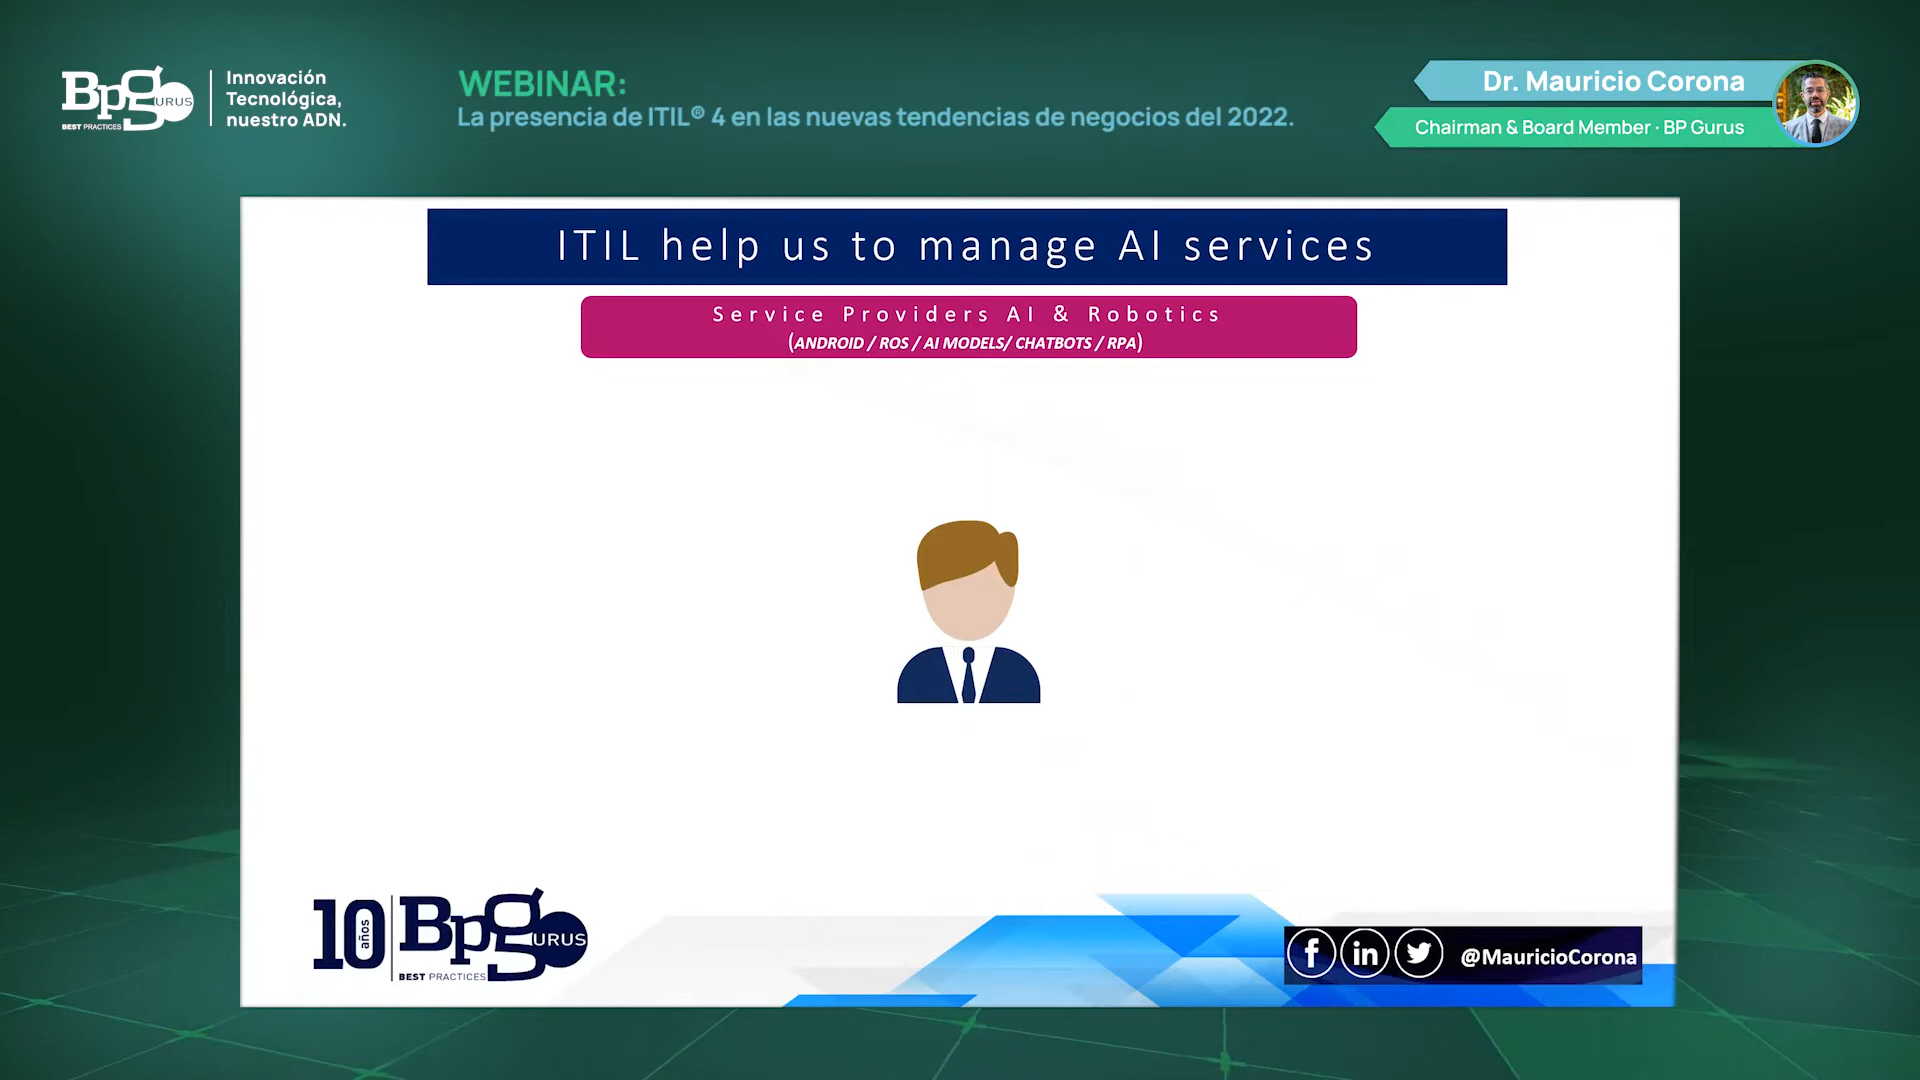 Bpg URUS
BEST PRACTICES
Innovación
Tecnológica,
nuestro ADN.
WEBINAR:
La presencia de ITIL® 4 en las nuevas tendencias de negocios del 2022.
Dr. Mauricio Corona
Chairman & Board Member · BP Gurus
ITIL help us to manage AI services
Service Providers AI & Robotics
(ANDROID / ROS / AI MODELS/ CHATBOTS / RPA)
10 años
Bpg URUS
BEST PRACTICES
@MauricioCorona